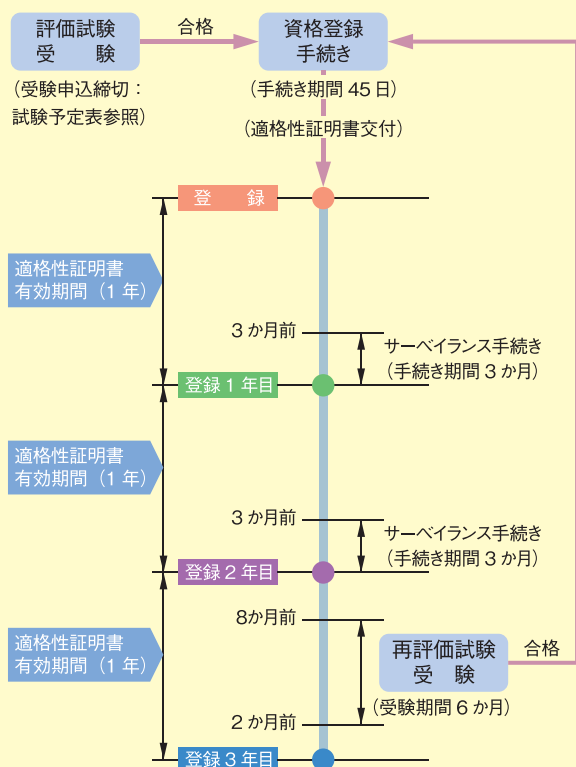 評価試験
受　験
合格
資格登録
手続き
（受験申込締切：
試験予定表参照）
（手続き期間 45 日）
（適格性証明書交付）
登　録
適格性証明書
有効期間（1 年）
3 か月前
サーベイランス手続き
（手続き期間 3 か月）
登録 1 年目
適格性証明書
有効期間（1 年）
3 か月前
サーベイランス手続き
（手続き期間 3 か月）
登録 2 年目
8か月前
適格性証明書
有効期間（1 年）
再評価試験
受　験
合格
（受験期間 6 か月）
2 か月前
登録 3 年目